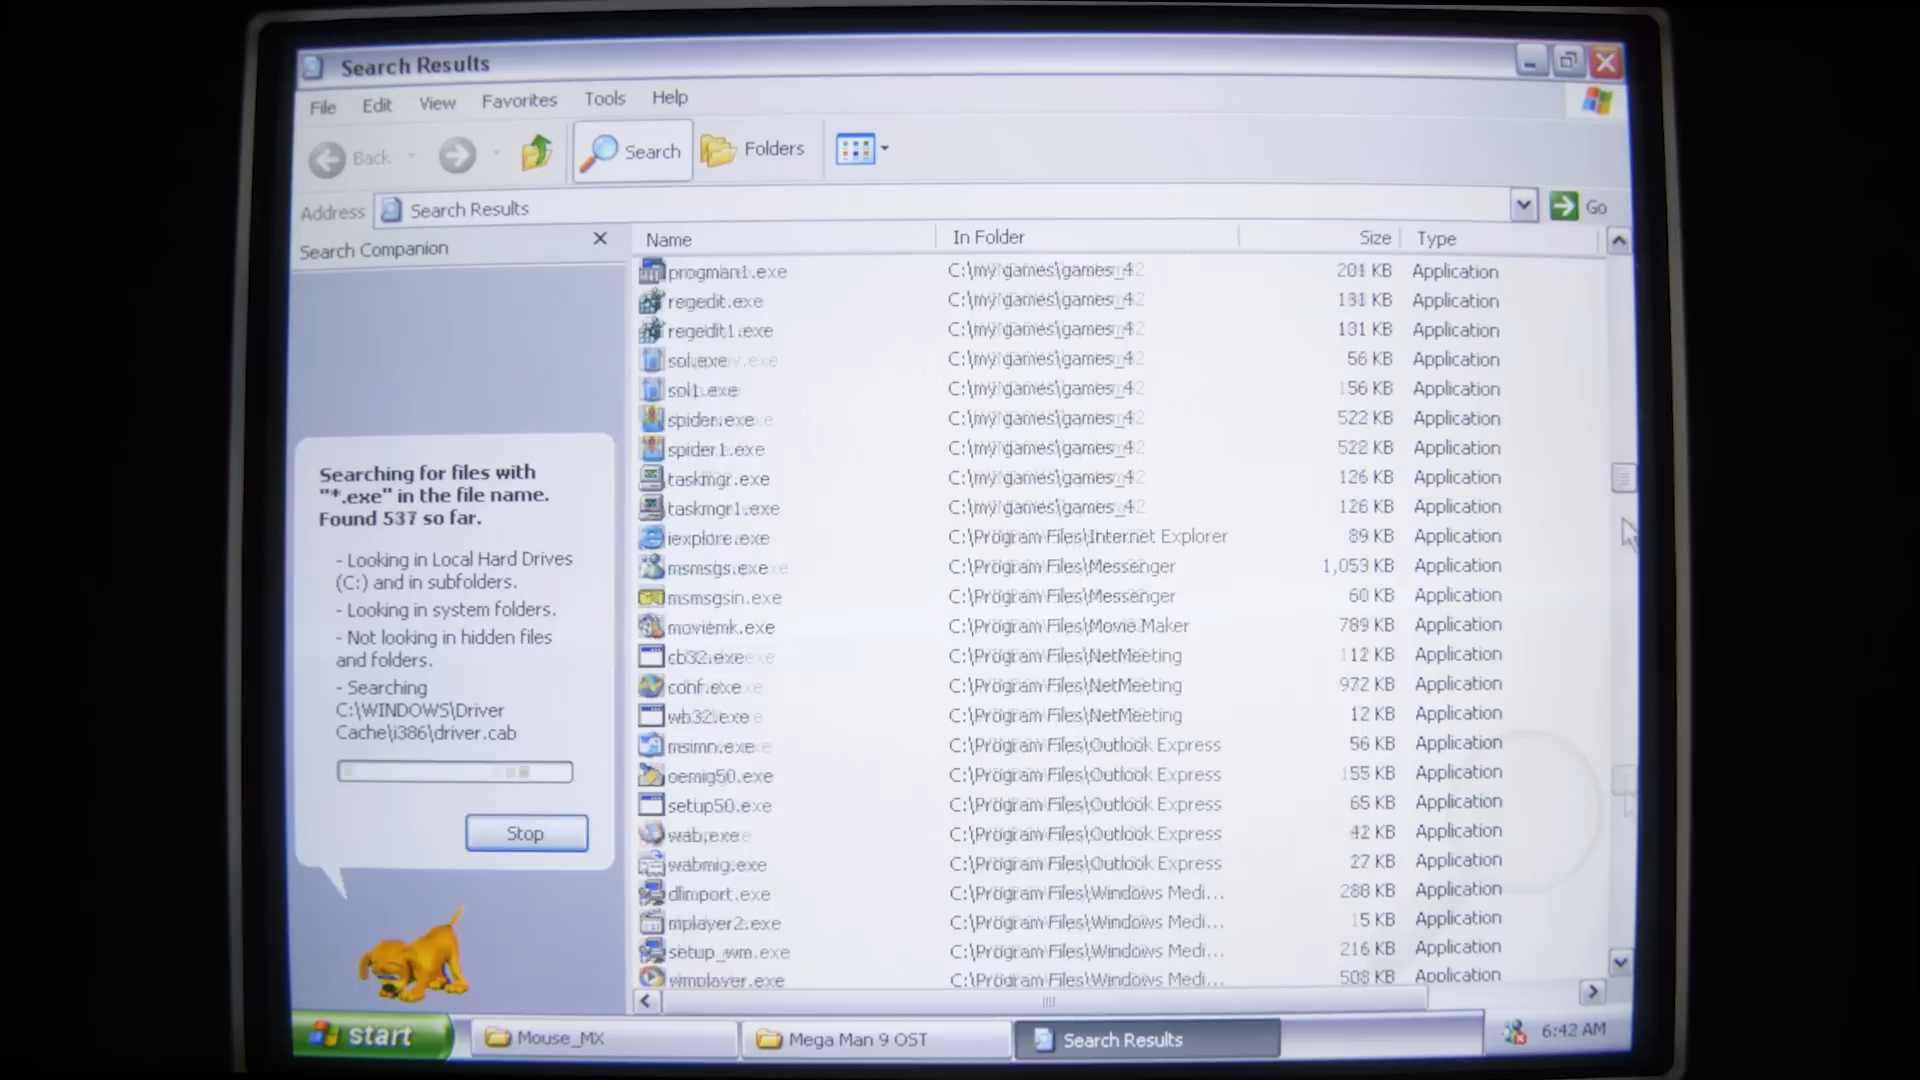 Search Results
File Edit View Favorites Tools Help
Back Search Folders
Address Search Results Go
Search Companion
Name In Folder Size Type
progman1.exe C:\my games\games_4 201 KB Application
regedit.exe C:\my games\games_4 131 KB Application
regedit1.exe C:\my games\games_4 131 KB Application
sol.exe C:\my games\games_4 56 KB Application
sol1.exe C:\my games\games_4 56 KB Application
spider.exe C:\my games\games_4 522 KB Application
spider1.exe C:\my games\games_4 522 KB Application
taskmgr.exe C:\my games\games_4 126 KB Application
taskmgr1.exe C:\my games\games_4 126 KB Application
iexplore.exe C:\Program Files\Internet Explorer 89 KB Application
msmsgs.exe C:\Program Files\Messenger 1,053 KB Application
msmsgsin.exe C:\Program Files\Messenger 60 KB Application
moviemk.exe C:\Program Files\Movie Maker 789 KB Application
cb32.exe C:\Program Files\NetMeeting 12 KB Application
conf.exe C:\Program Files\NetMeeting 972 KB Application
wb32.exe C:\Program Files\NetMeeting 12 KB Application
msimn.exe C:\Program Files\Outlook Express 56 KB Application
oemig50.exe C:\Program Files\Outlook Express 55 KB Application
setup50.exe C:\Program Files\Outlook Express 65 KB Application
wab.exe C:\Program Files\Outlook Express 42 KB Application
wabmig.exe C:\Program Files\Outlook Express 27 KB Application
dlimport.exe C:\Program Files\Windows Medi... 288 KB Application
mplayer2.exe C:\Program Files\Windows Medi... KB Application
setup_wm.exe C:\Program Files\Windows Medi... 216 KB Application
wmplayer.exe C:\Program Files\Windows Medi... 508 KB Application
Searching for files with
"*.exe" in the file name.
Found 537 so far.
- Looking in Local Hard Drives
(C:) and in subfolders.
- Looking in system folders.
- Not looking in hidden files
and folders.
- Searching
C:\WINDOWS\Driver
Cache\i386\driver.cab
Stop
start Mouse_MX Mega Man 9 OST Search Results 6:42 AM